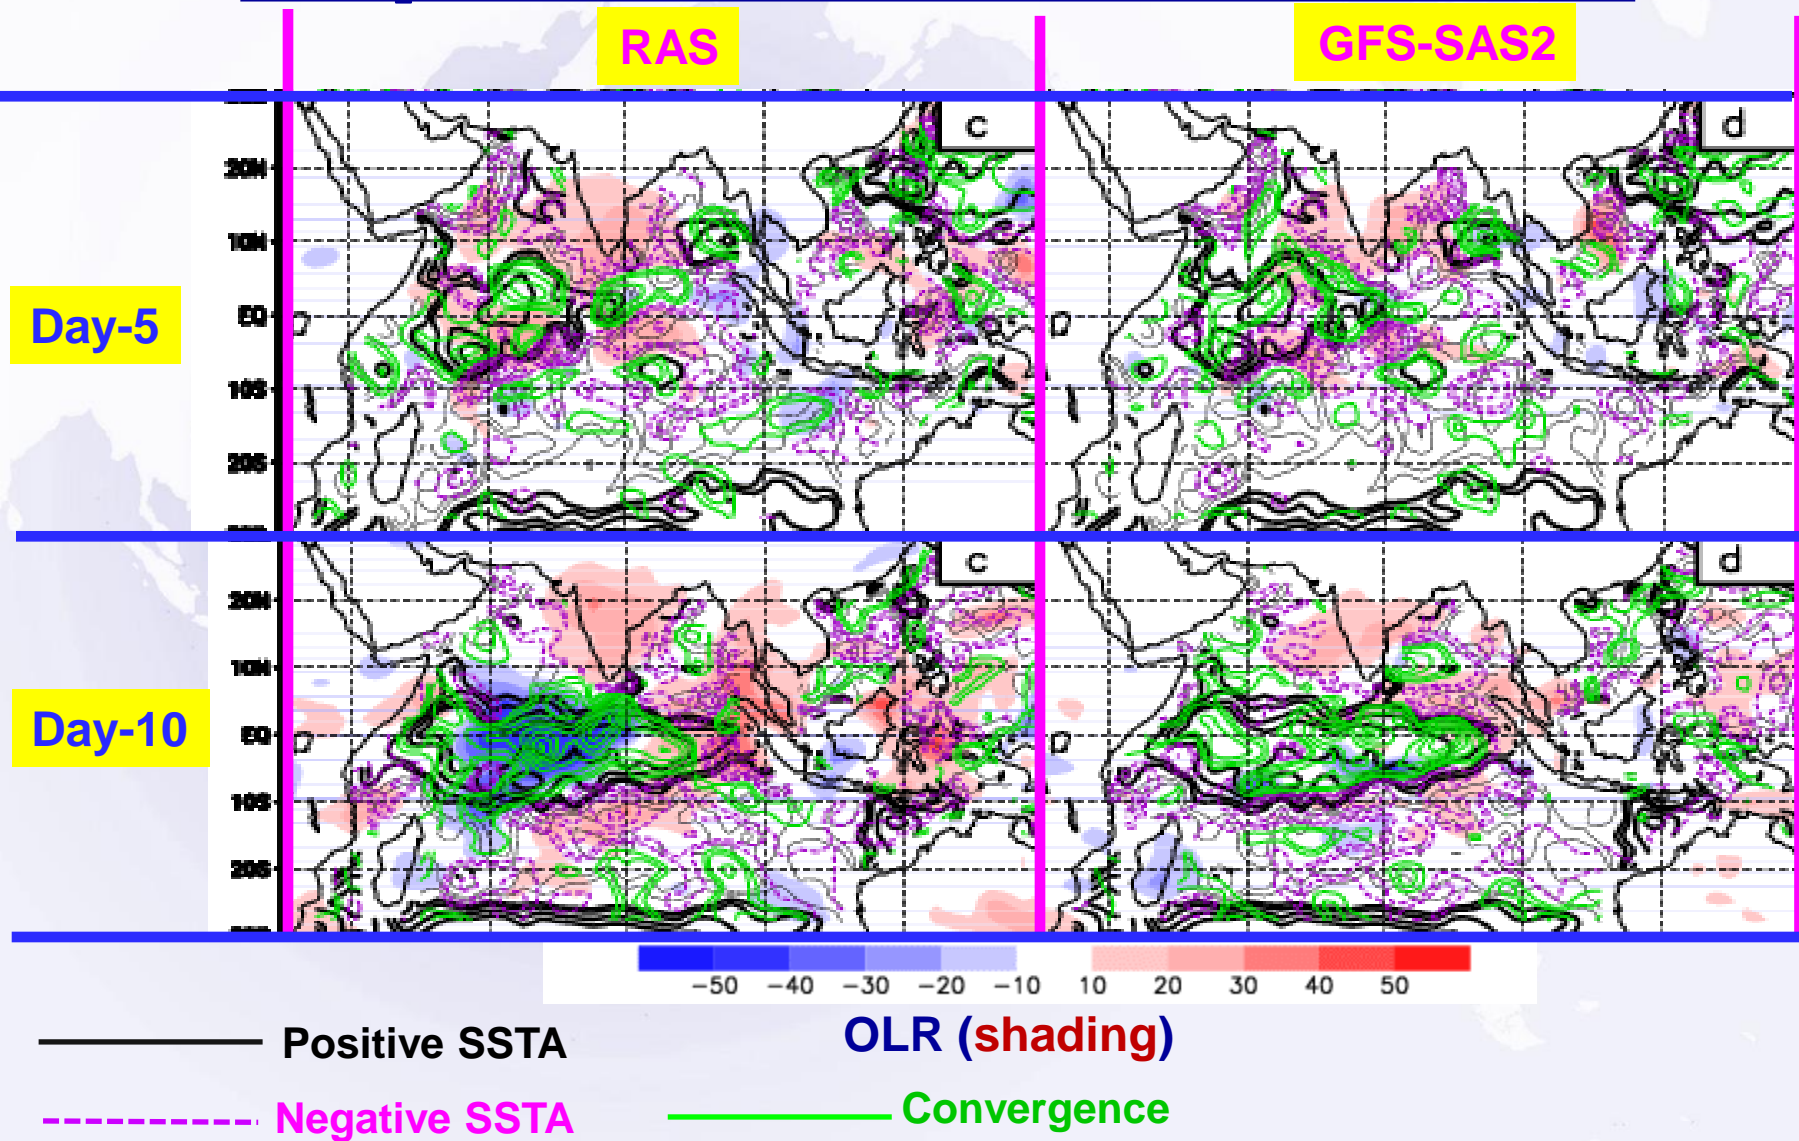 RAS
GFS-SAS2
c
d
20N
10N
EQ
10S
20S
Day-5
c
d
20N
10N
EQ
10S
20S
Day-10
−50 −40 −30 −20 −10 10 20 30 40 50
Positive SSTA
OLR (shading)
Negative SSTA
Convergence